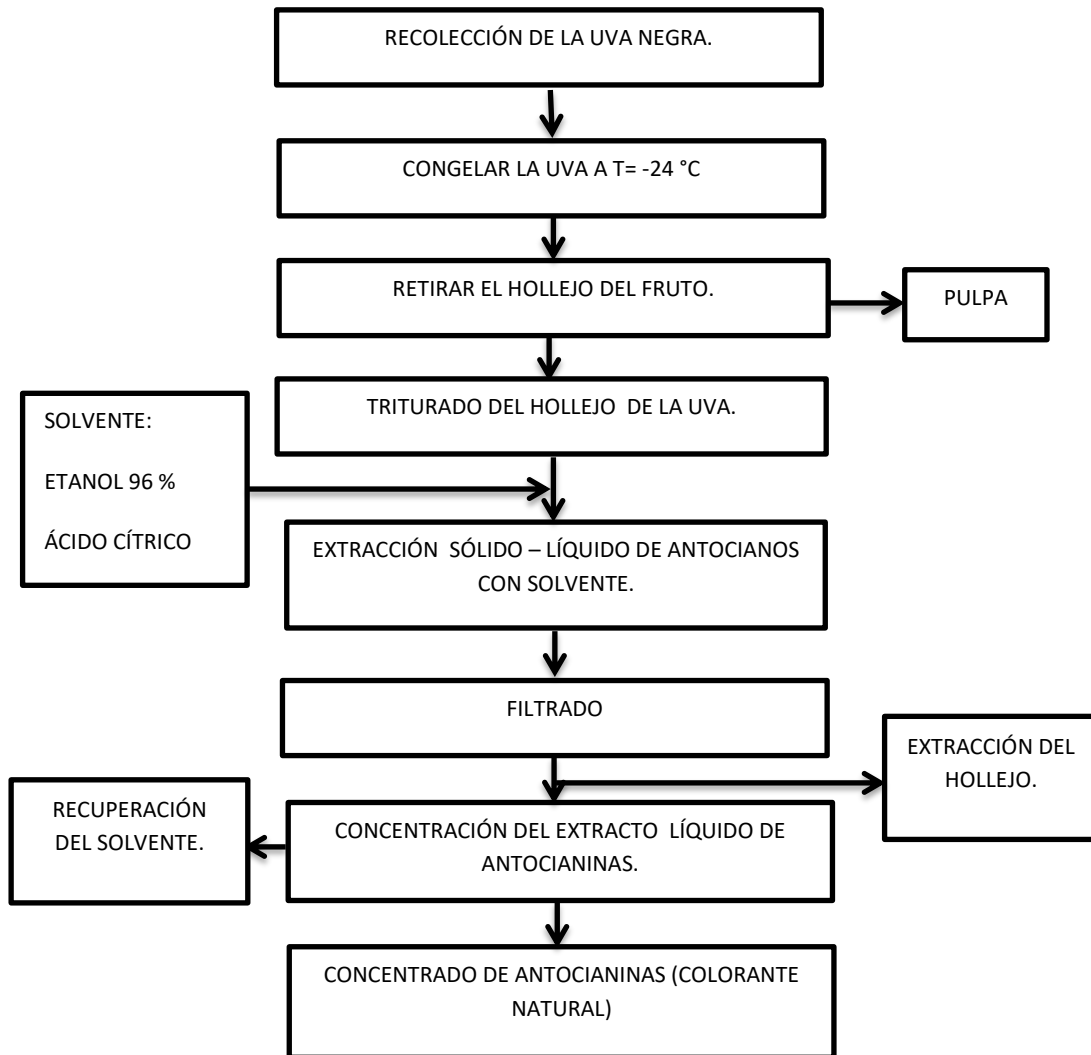 RECOLECCIÓN DE LA UVA NEGRA.
CONGELAR LA UVA A T= -24 °C
RETIRAR EL HOLLEJO DEL FRUTO.
PULPA
TRITURADO DEL HOLLEJO DE LA UVA.
SOLVENTE:
ETANOL 96 %
ÁCIDO CÍTRICO
EXTRACCIÓN SÓLIDO – LÍQUIDO DE ANTOCIANOS
CON SOLVENTE.
FILTRADO
EXTRACCIÓN DEL
HOLLEJO.
RECUPERACIÓN
DEL SOLVENTE.
CONCENTRACIÓN DEL EXTRACTO LÍQUIDO DE
ANTOCIANINAS.
CONCENTRADO DE ANTOCIANINAS (COLORANTE
NATURAL)